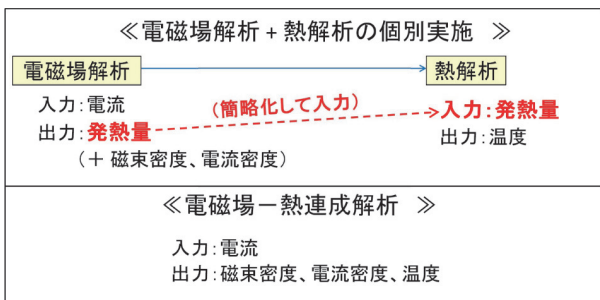 ≪電磁場解析+熱解析の個別実施 ≫
電磁場解析
熱解析
入力:電流
(簡略化して入力)
入力:発熱量
出力:発熱量
出力:温度
(+ 磁束密度、電流密度)
≪電磁場－熱連成解析 ≫
入力:電流
出力:磁束密度、電流密度、温度